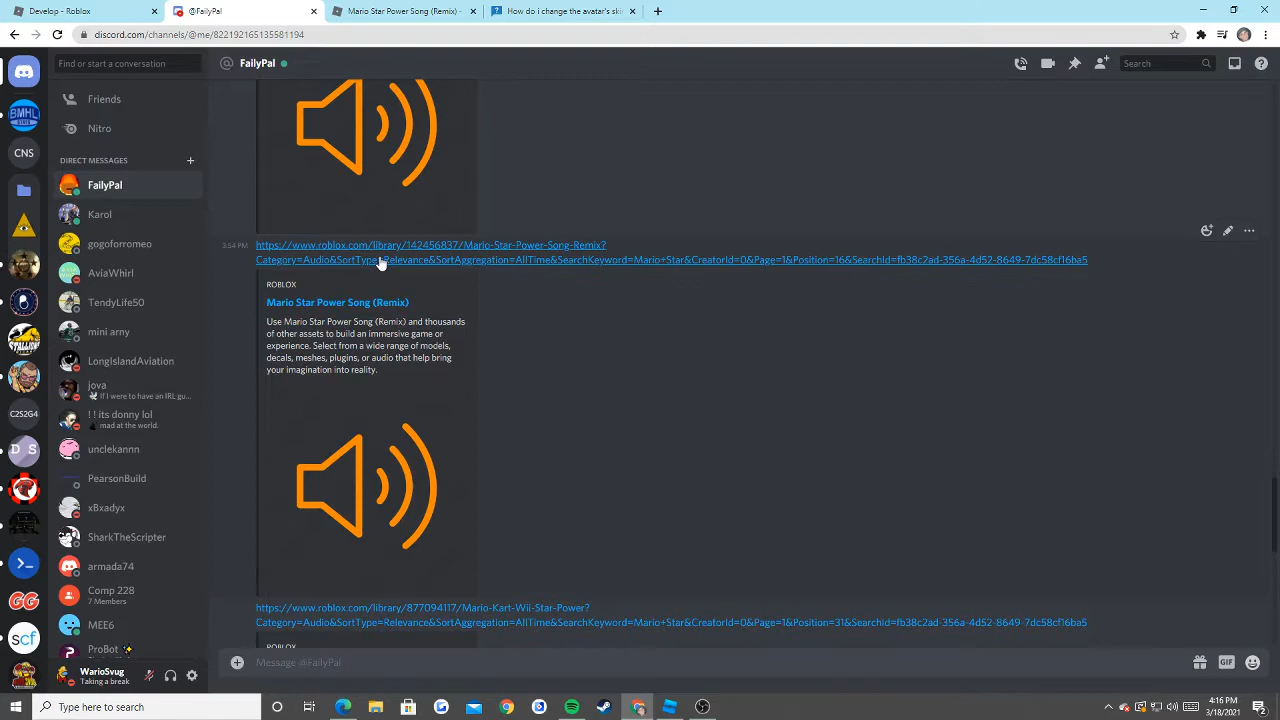 Develop - Roblox
@FailyPal
Mario Star Power Song (Remix) -
How do i change the avatar's ski
discord.com/channels/@me/822192165135581194
Find or start a conversation
FailyPal
Search
Friends
Nitro
DIRECT MESSAGES
FailyPal
Karol
gogoforromeo
AviaWhirl
TendyLife50
mini arny
LongIslandAviation
jova
If I were to have an IRL gu...
! ! its donny lol
mad at the world.
unclekannn
PearsonBuild
xBxadyx
SharkTheScripter
armada74
Comp 228
7 Members
MEE6
ProBot
WarioSvug
Taking a break
BMHL
CNS
C2S2G4
D S
GG
scf
3:54 PM
https://www.roblox.com/library/142456837/Mario-Star-Power-Song-Remix?
Category=Audio&SortType=Relevance&SortAggregation=AllTime&SearchKeyword=Mario+Star&CreatorId=0&Page=1&Position=16&SearchId=fb38c2ad-356a-4d52-8649-7dc58cf16ba5
ROBLOX
Mario Star Power Song (Remix)
Use Mario Star Power Song (Remix) and thousands
of other assets to build an immersive game or
experience. Select from a wide range of models,
decals, meshes, plugins, or audio that help bring
your imagination into reality.
https://www.roblox.com/library/877094117/Mario-Kart-Wii-Star-Power?
Category=Audio&SortType=Relevance&SortAggregation=AllTime&SearchKeyword=Mario+Star&CreatorId=0&Page=1&Position=31&SearchId=fb38c2ad-356a-4d52-8649-7dc58cf16ba5
ROBLOX
Message @FailyPal
GIF
Type here to search
4:16 PM
3/18/2021